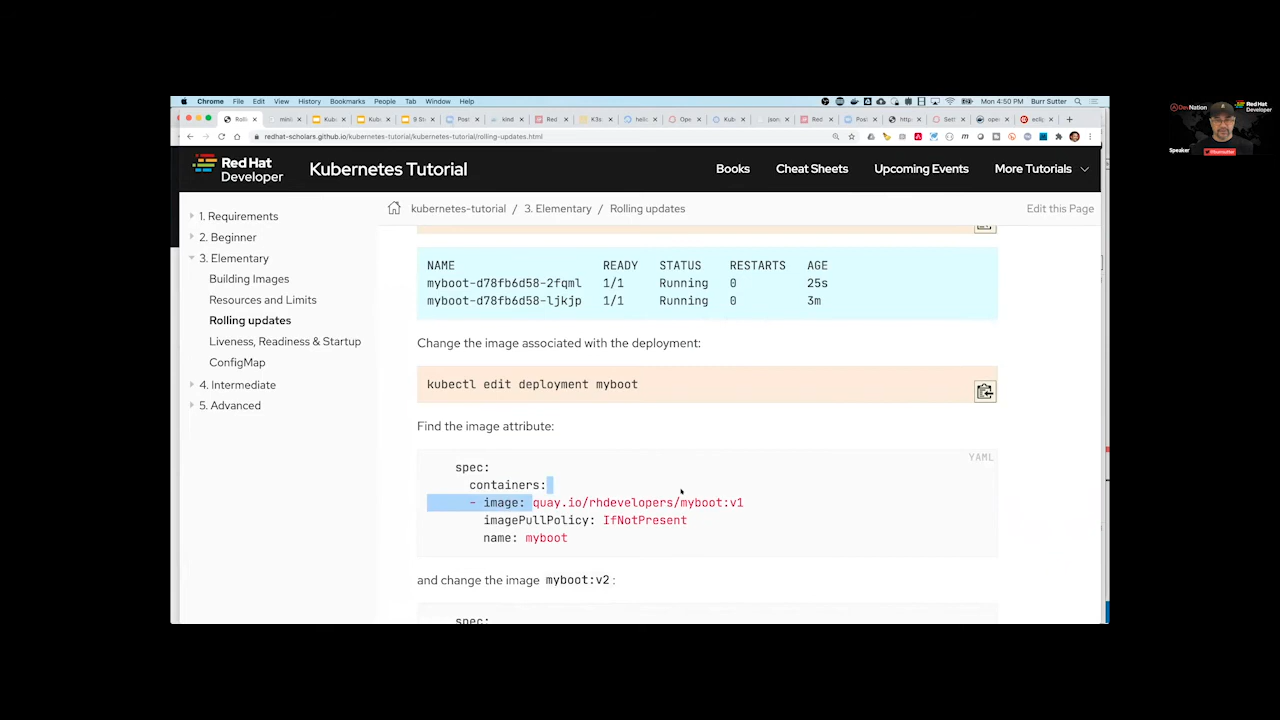 Chrome File Edit View History Bookmarks People Tab Window Help
Mon 4:50 PM Burr Sutter
redhat-scholars.github.io/kubernetes-tutorial/kubernetes-tutorial/rolling-updates.html
Red Hat
Developer
Kubernetes Tutorial
Books Cheat Sheets Upcoming Events More Tutorials
1. Requirements
2. Beginner
3. Elementary
Building Images
Resources and Limits
Rolling updates
Liveness, Readiness & Startup
ConfigMap
4. Intermediate
5. Advanced
kubernetes-tutorial / 3. Elementary / Rolling updates
Edit this Page
NAME READY STATUS RESTARTS AGE
myboot-d78fb6d58-2fqml 1/1 Running 0 25s
myboot-d78fb6d58-ljkjp 1/1 Running 0 3m
Change the image associated with the deployment:
kubectl edit deployment myboot
Find the image attribute:
YAML
spec:
containers:
- image: quay.io/rhdevelopers/myboot:v1
imagePullPolicy: IfNotPresent
name: myboot
and change the image myboot:v2:
spec:
DevNation
Red Hat
Developer
Speaker